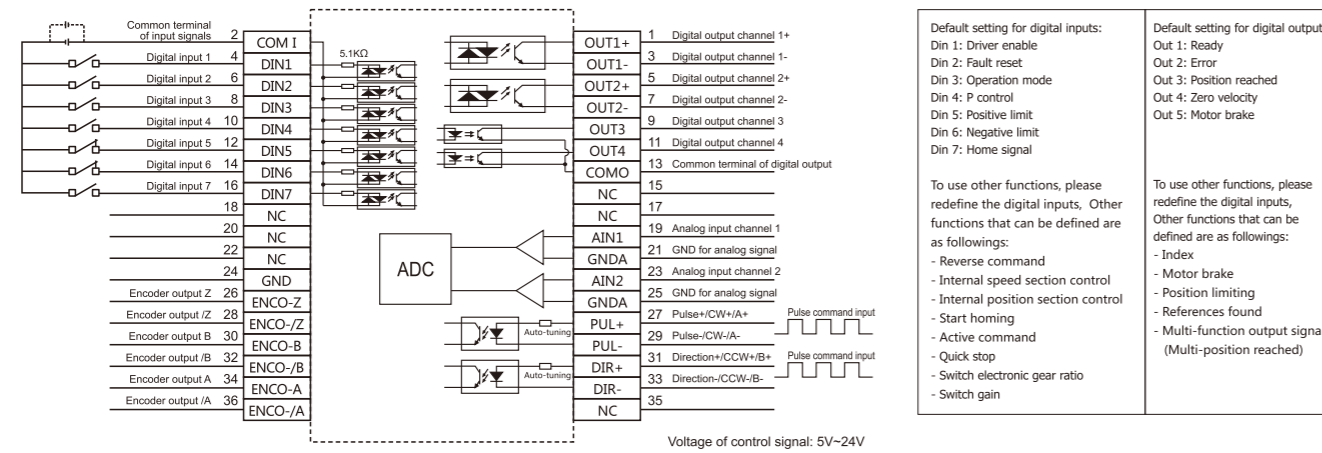 Common terminal
of input signals 2 COM I
Digital input 1 4 DIN1
Digital input 2 6 DIN2
Digital input 3 8 DIN3
Digital input 4 10 DIN4
Digital input 5 12 DIN5
Digital input 6 14 DIN6
Digital input 7 16 DIN7
18 NC
20 NC
22 NC
24 GND
Encoder output Z 26 ENCO-Z
Encoder output /Z 28 ENCO-/Z
Encoder output B 30 ENCO-B
Encoder output /B 32 ENCO-/B
Encoder output A 34 ENCO-A
Encoder output /A 36 ENCO-/A
5.1KΩ
ADC
Auto-tuning
Auto-tuning
OUT1+ 1 Digital output channel 1+
OUT1- 3 Digital output channel 1-
OUT2+ 5 Digital output channel 2+
OUT2- 7 Digital output channel 2-
OUT3 9 Digital output channel 3
OUT4 11 Digital output channel 4
COMO 13 Common terminal of digital output
NC 15
NC 17
AIN1 19 Analog input channel 1
GNDA 21 GND for analog signal
AIN2 23 Analog input channel 2
GNDA 25 GND for analog signal
PUL+ 27 Pulse+/CW+/A+ Pulse command input
PUL- 29 Pulse-/CW-/A-
DIR+ 31 Direction+/CCW+/B+ Pulse command input
DIR- 33 Direction-/CCW-/B-
NC 35
Voltage of control signal: 5V~24V
Default setting for digital inputs:
Din 1: Driver enable
Din 2: Fault reset
Din 3: Operation mode
Din 4: P control
Din 5: Positive limit
Din 6: Negative limit
Din 7: Home signal
To use other functions, please
redefine the digital inputs, Other
functions that can be defined are
as followings:
- Reverse command
- Internal speed section control
- Internal position section control
- Start homing
- Active command
- Quick stop
- Switch electronic gear ratio
- Switch gain
Default setting for digital output
Out 1: Ready
Out 2: Error
Out 3: Position reached
Out 4: Zero velocity
Out 5: Motor brake
To use other functions, please
redefine the digital inputs,
Other functions that can be
defined are as followings:
- Index
- Motor brake
- Position limiting
- References found
- Multi-function output signa
(Multi-position reached)